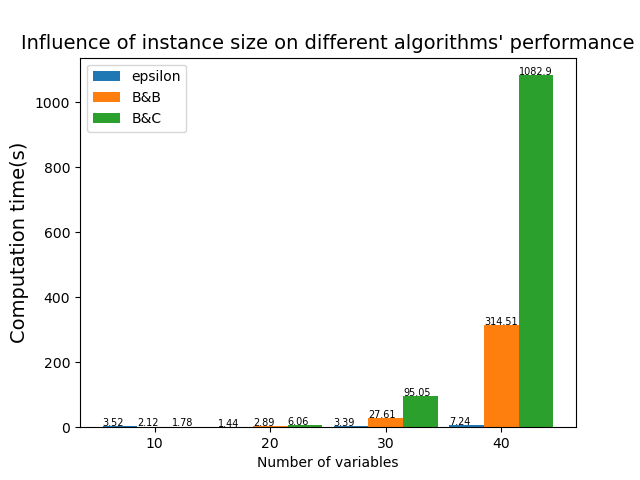 Influence of instance size on different algorithms' performance
epsilon
B&B
B&C
Computation time(s)
1000
800
600
400
200
0
3.52 2.12 1.78 1.44 2.89 6.06 3.39 27.61 95.05 7.24 314.51 1082.9
10 20 30 40
Number of variables